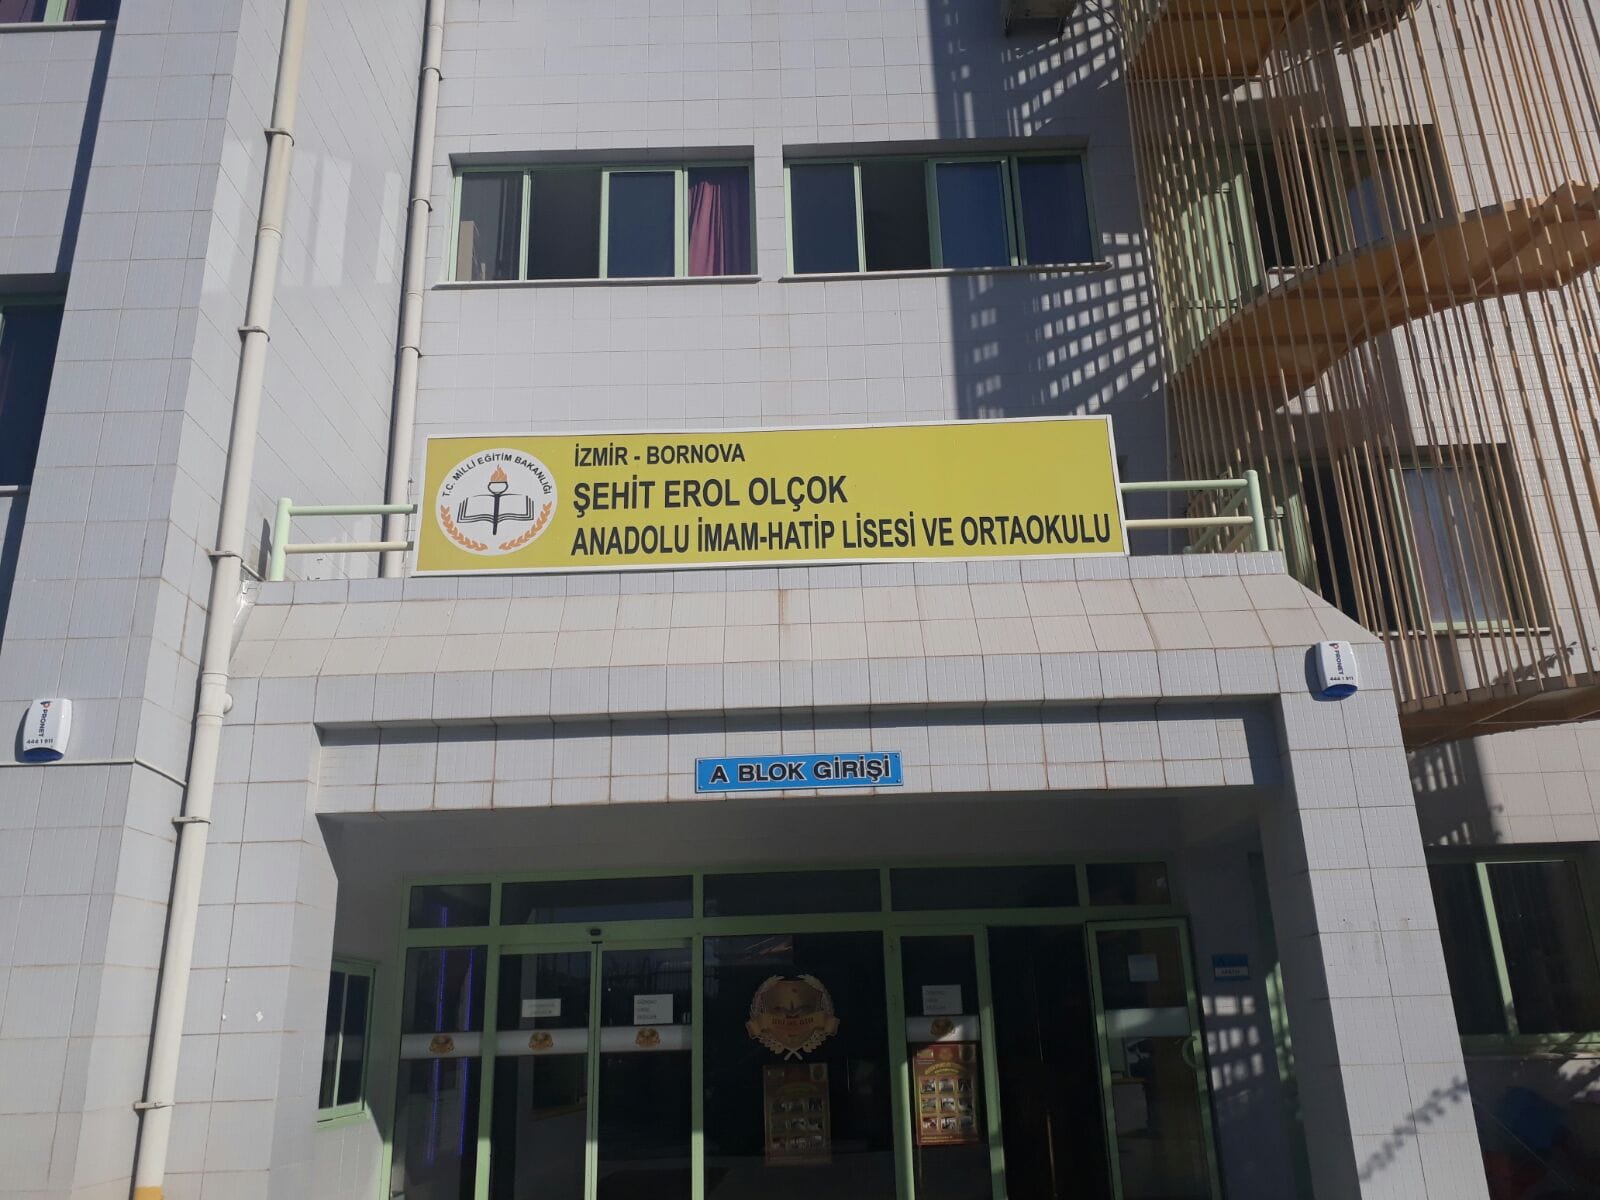 T.C. MİLLİ EĞİTİM BAKANLIĞI
İZMİR - BORNOVA
ŞEHİT EROL OLÇOK
ANADOLU İMAM-HATİP LİSESİ VE ORTAOKULU
PRONET
444 1 911
PRONET
444 1 911
A BLOK GİRİŞİ